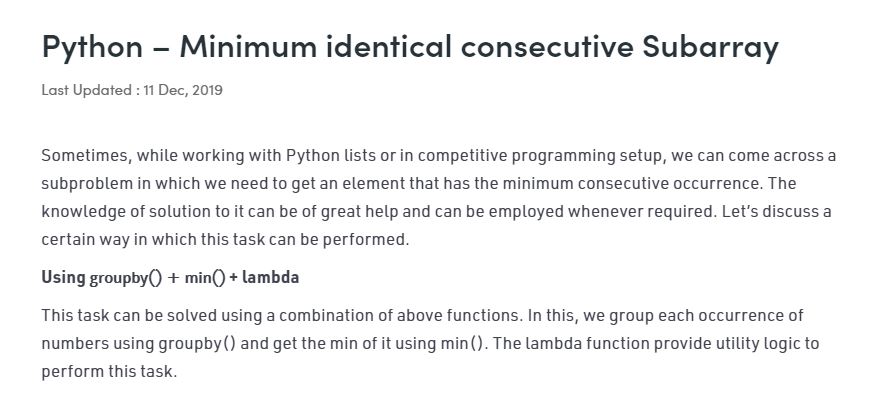 Python – Minimum identical consecutive Subarray
Last Updated : 11 Dec, 2019
Sometimes, while working with Python lists or in competitive programming setup, we can come across a
subproblem in which we need to get an element that has the minimum consecutive occurrence. The
knowledge of solution to it can be of great help and can be employed whenever required. Let’s discuss a
certain way in which this task can be performed.
Using groupby() + min() + lambda
This task can be solved using a combination of above functions. In this, we group each occurrence of
numbers using groupby() and get the min of it using min(). The lambda function provide utility logic to
perform this task.